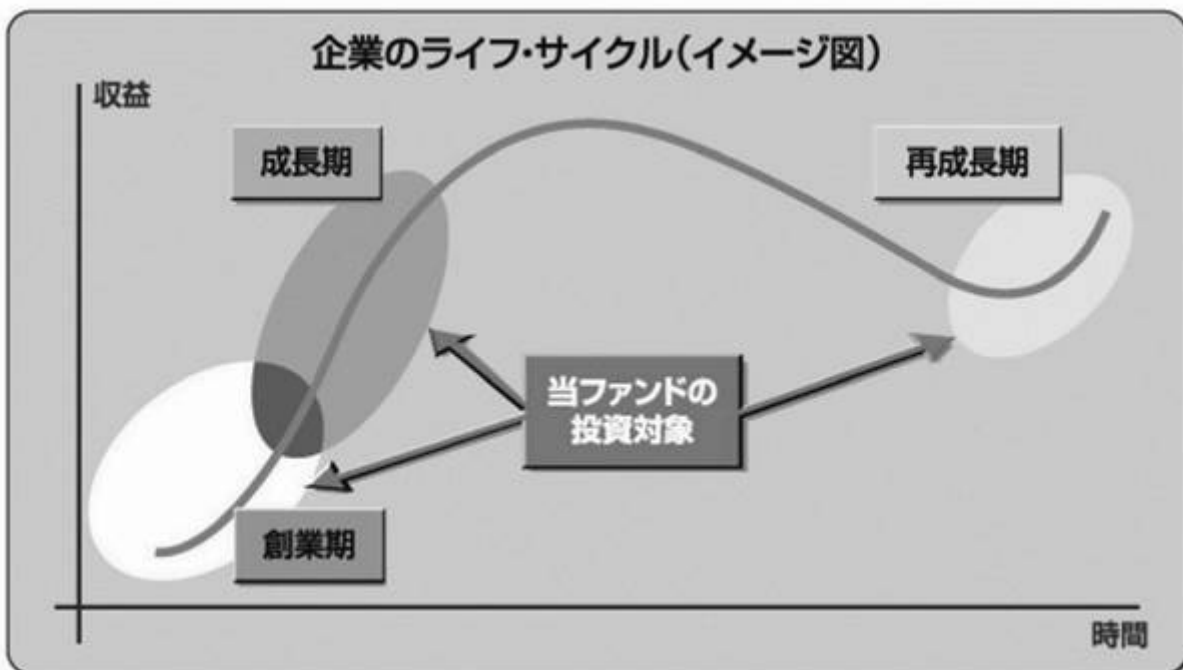 企業のライフ・サイクル(イメージ図)
収益
成長期
再成長期
当ファンドの
投資対象
創業期
時間